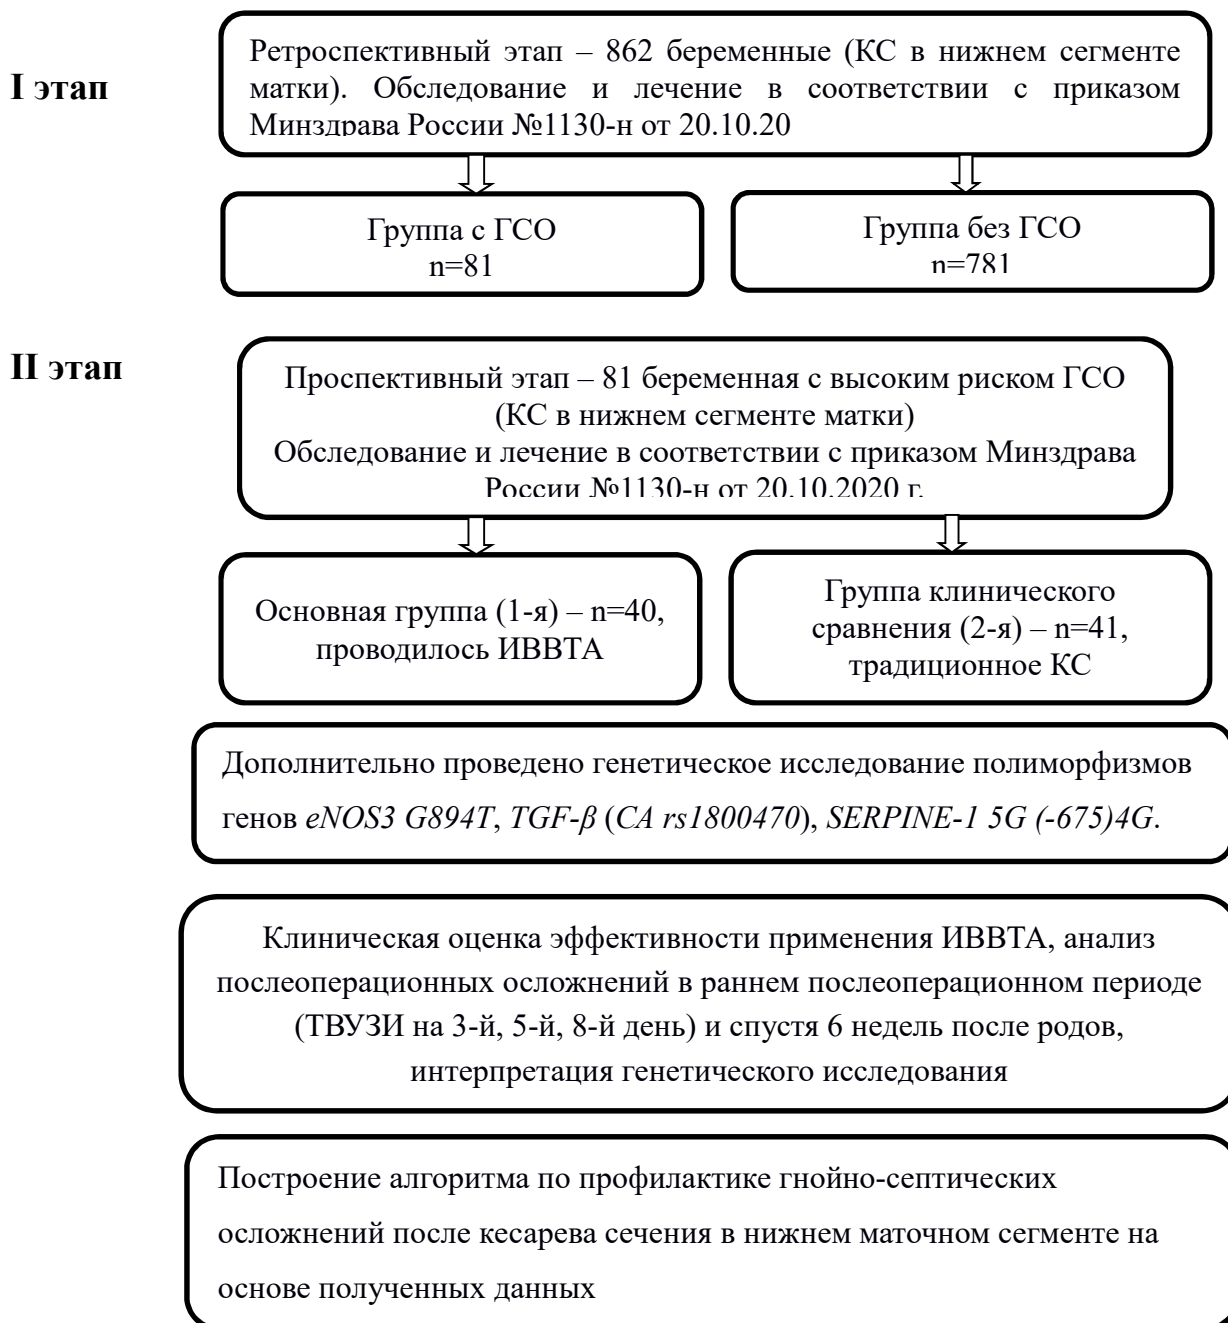 Ретроспективный этап – 862 беременные (КС в нижнем сегменте
I этап
матки). Обследование и лечение в соответствии с приказом
Минздрава России №1130-н от 20.10.20
Группа с ГСО
n=81
Группа без ГСО
n=781
II этап
Проспективный этап – 81 беременная с высоким риском ГСО
(КС в нижнем сегменте матки)
Обследование и лечение в соответствии с приказом Минздрава
России №1130-н от 20.10.2020 г.
Основная группа (1-я) – n=40,
проводилось ИВВТА
Группа клинического
сравнения (2-я) – n=41,
традиционное КС
Дополнительно проведено генетическое исследование полиморфизмов
генов eNOS3 G894T, TGF-β (CA rs1800470), SERPINE-1 5G (-675)4G.
Клиническая оценка эффективности применения ИВВТА, анализ
послеоперационных осложнений в раннем послеоперационном периоде
(ТВУЗИ на 3-й, 5-й, 8-й день) и спустя 6 недель после родов,
интерпретация генетического исследования
Построение алгоритма по профилактике гнойно-септических
осложнений после кесарева сечения в нижнем маточном сегменте на
основе полученных данных